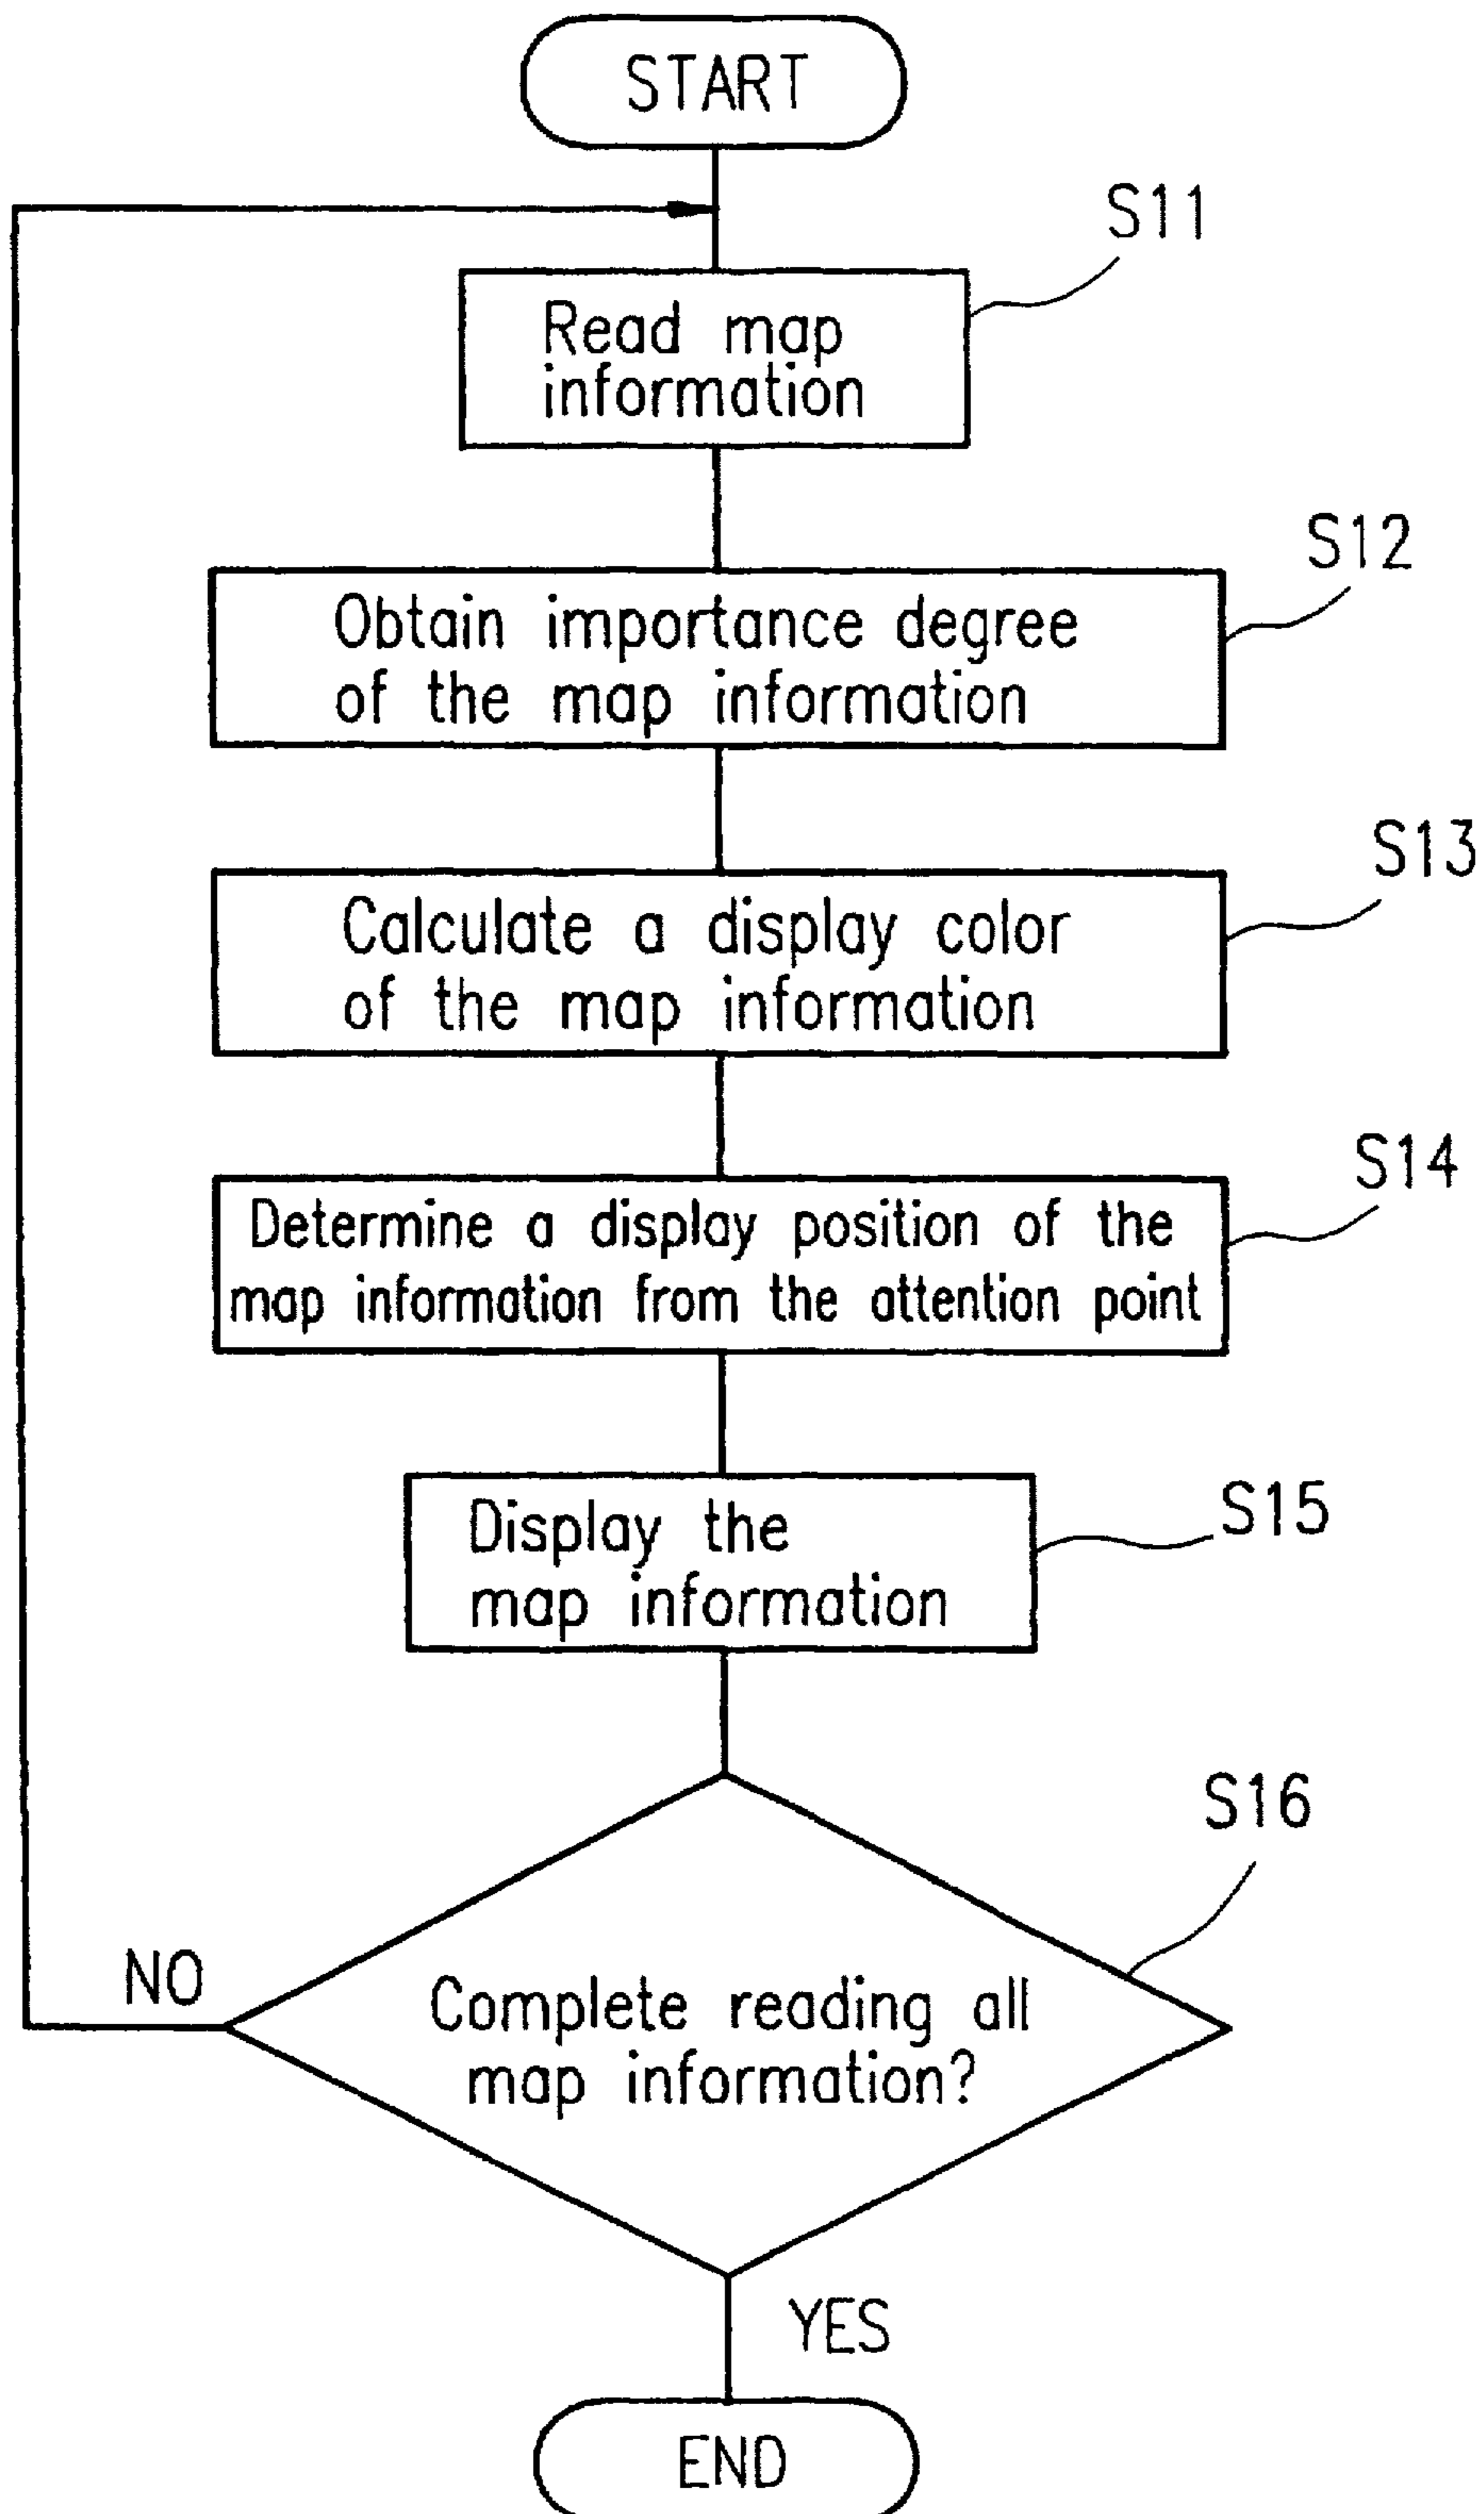 START
S11
Read map
information
S12
Obtain importance degree
of the map information
S13
Calculate a display color
of the map information
S14
Determine a display position of the
map information from the attention point
S15
Display the
map information
S16
NO
Complete reading all
map information?
YES
END